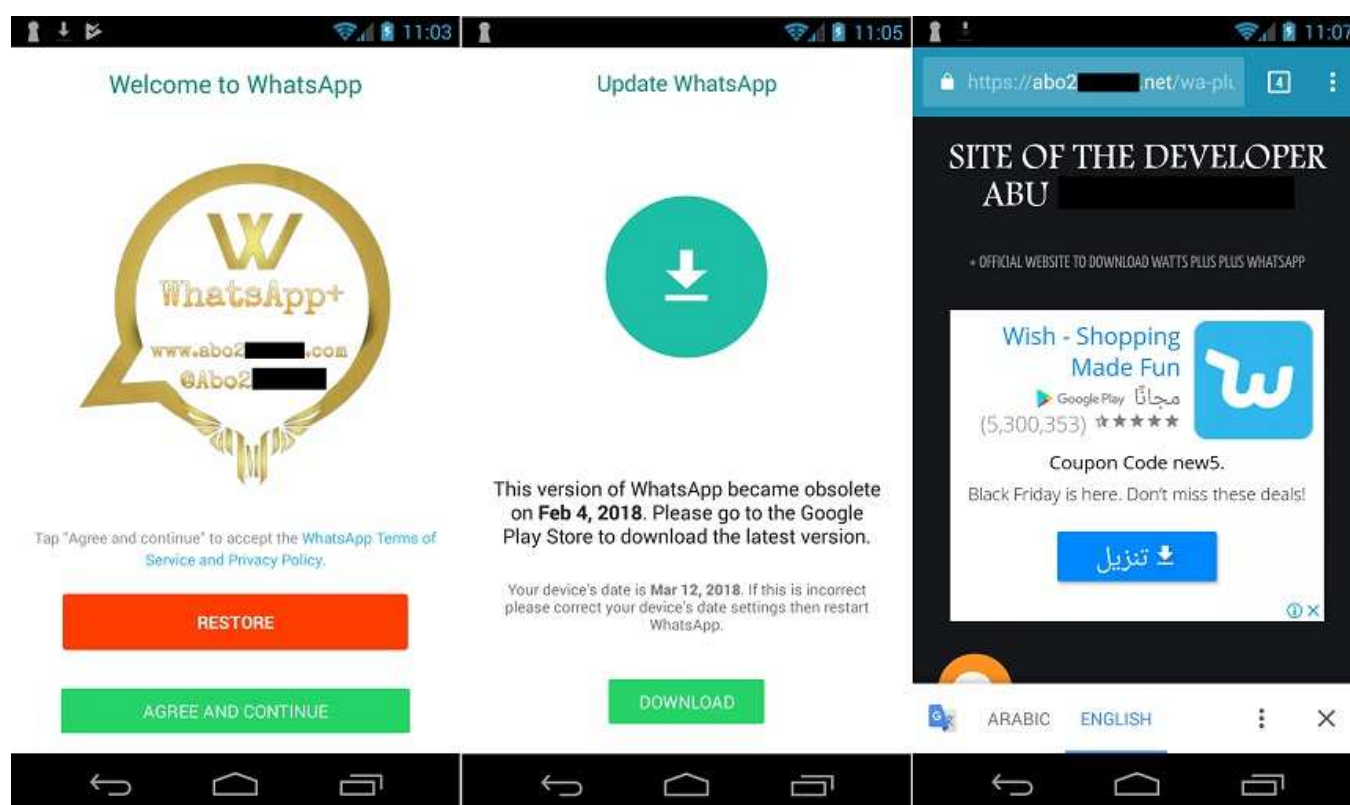 11:03
Welcome to WhatsApp
W
WhatsApp+
www.abo2 .com
@Abo2
Tap "Agree and continue" to accept the WhatsApp Terms of
Service and Privacy Policy.
RESTORE
AGREE AND CONTINUE
11:05
Update WhatsApp
This version of WhatsApp became obsolete
on Feb 4, 2018. Please go to the Google
Play Store to download the latest version.
Your device's date is Mar 12, 2018. If this is incorrect
please correct your device's date settings then restart
WhatsApp.
DOWNLOAD
11:07
https://abo2 .net/wa-plu
4
SITE OF THE DEVELOPER
ABU
+ OFFICIAL WEBSITE TO DOWNLOAD WATTS PLUS PLUS WHATSAPP
Wish - Shopping
Made Fun
Google Play مجانًا
(5,300,353)
Coupon Code new5.
Black Friday is here. Don't miss these deals!
تنزيل
ARABIC ENGLISH